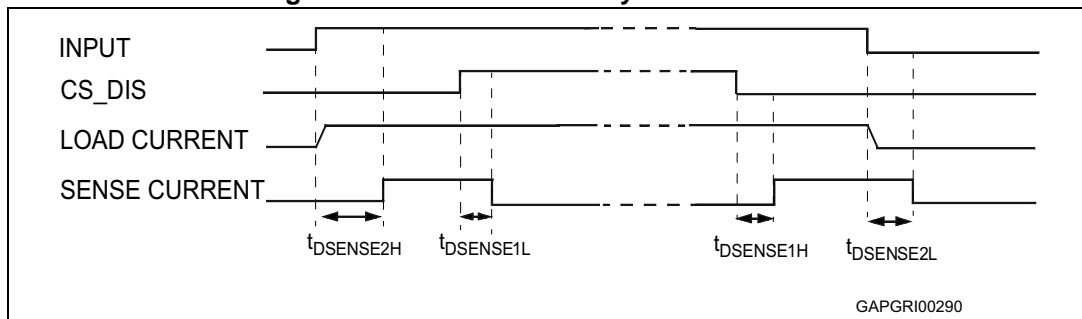 INPUT
CS_DIS
LOAD CURRENT
SENSE CURRENT
tDSENSE2H tDSENSE1L tDSENSE1H tDSENSE2L
GAPGRI00290